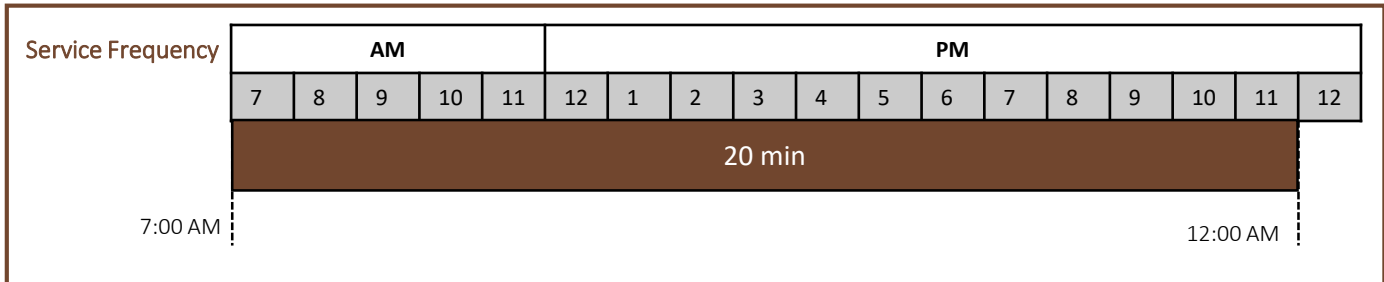 Service Frequency
AM PM
7 8 9 10 11 12 1 2 3 4 5 6 7 8 9 10 11 12
20 min
7:00 AM
12:00 AM